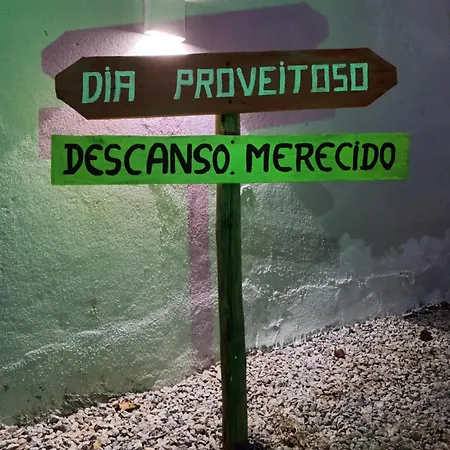 DIA PROVEITOSO
DESCANSO. MERECIDO